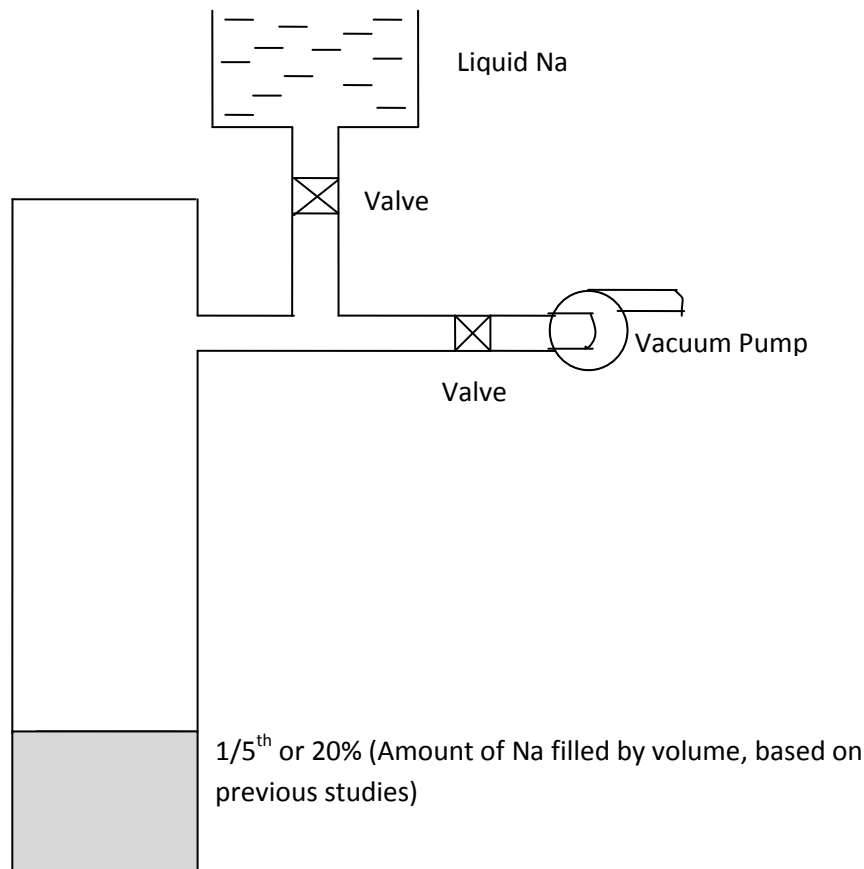 Liquid Na
Valve
Vacuum Pump
Valve
1/5th or 20% (Amount of Na filled by volume, based on
previous studies)